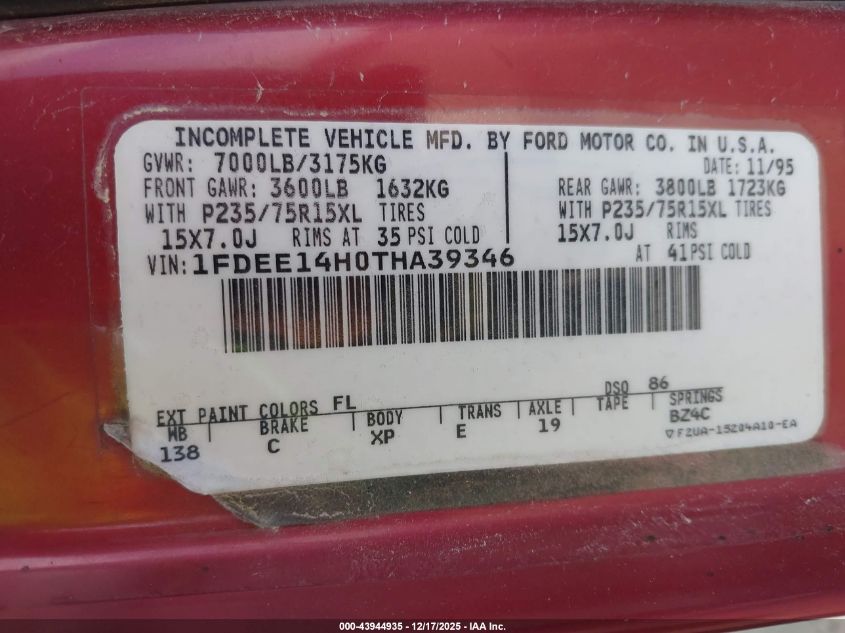 INCOMPLETE VEHICLE MFD. BY FORD MOTOR CO. IN U.S.A.
GVWR: 7000LB/3175KG DATE: 11/95
FRONT GAWR: 3600LB 1632KG REAR GAWR: 3800LB 1723KG
WITH P235/75R15XL TIRES WITH P235/75R15XL TIRES
15X7.0J RIMS AT 35 PSI COLD 15X7.0J RIMS
AT 41PSI COLD
VIN: 1FDEE14H0THA39346
DSO 86
EXT PAINT COLORS FL
WB BRAKE BODY TRANS AXLE TAPE SPRINGS
138 C XP E 19 BZ4C
▽F2UA-15204A10-EA
000-43944935 - 12/17/2025 - IAA Inc.